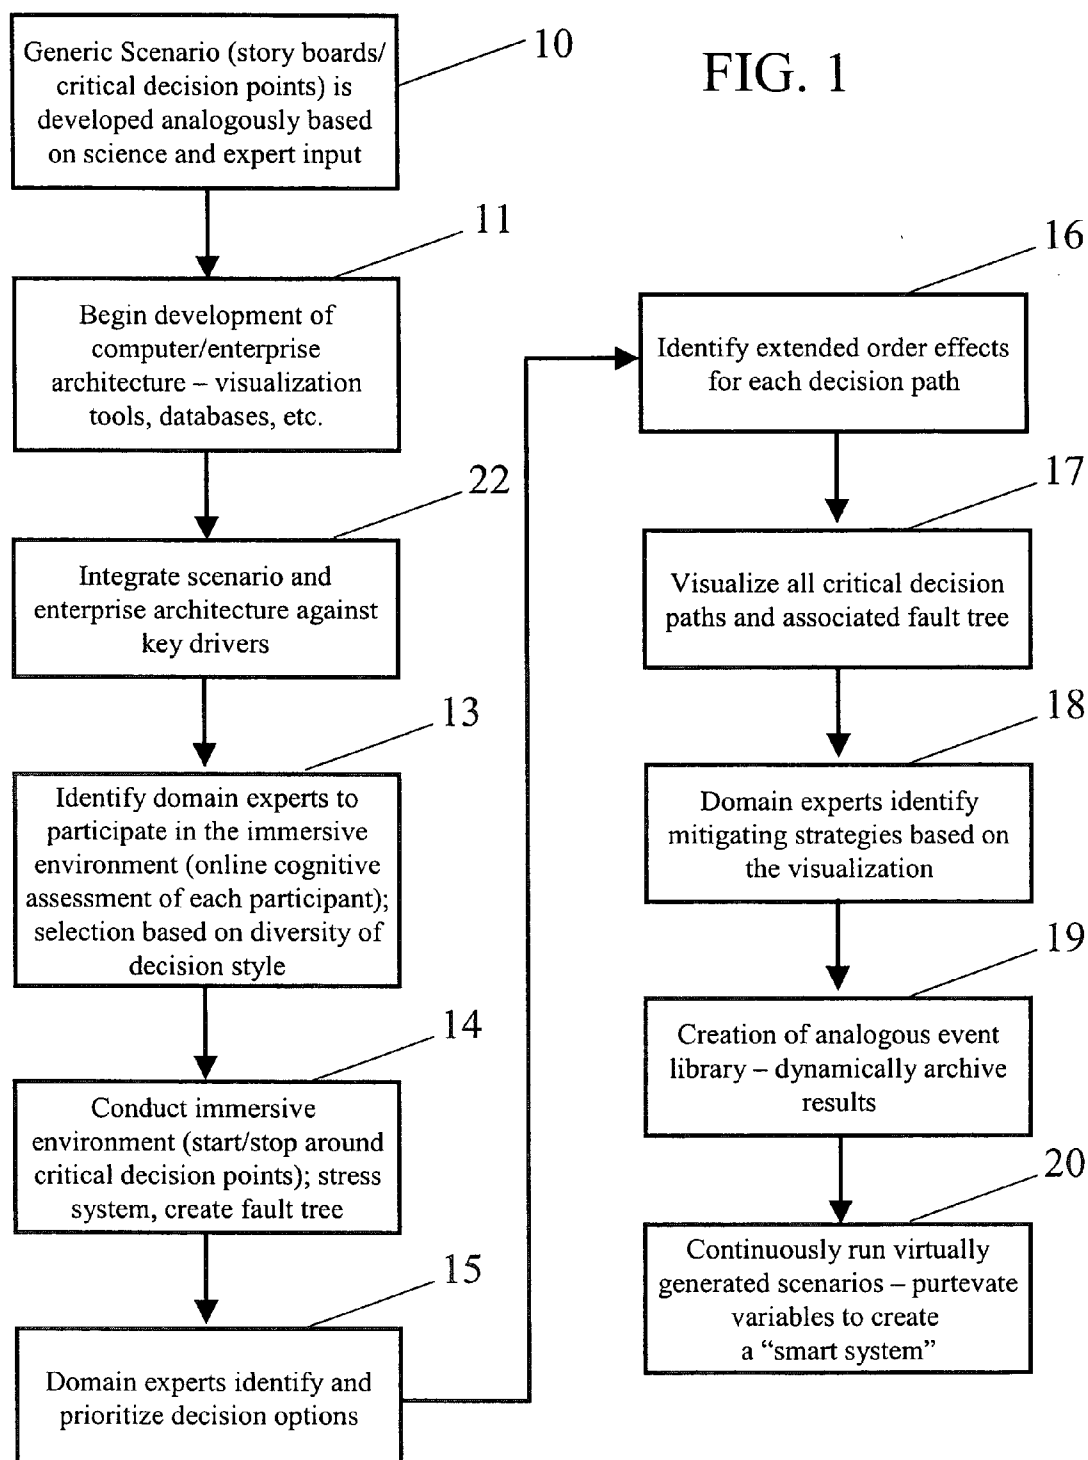 FIG. 1
10
Generic Scenario (story boards/
critical decision points) is
developed analogously based
on science and expert input
11
Begin development of
computer/enterprise
architecture – visualization
tools, databases, etc.
22
Integrate scenario and
enterprise architecture against
key drivers
13
Identify domain experts to
participate in the immersive
environment (online cognitive
assessment of each participant);
selection based on diversity of
decision style
14
Conduct immersive
environment (start/stop around
critical decision points); stress
system, create fault tree
15
Domain experts identify and
prioritize decision options
16
Identify extended order effects
for each decision path
17
Visualize all critical decision
paths and associated fault tree
18
Domain experts identify
mitigating strategies based on
the visualization
19
Creation of analogous event
library – dynamically archive
results
20
Continuously run virtually
generated scenarios – purtevate
variables to create
a “smart system”